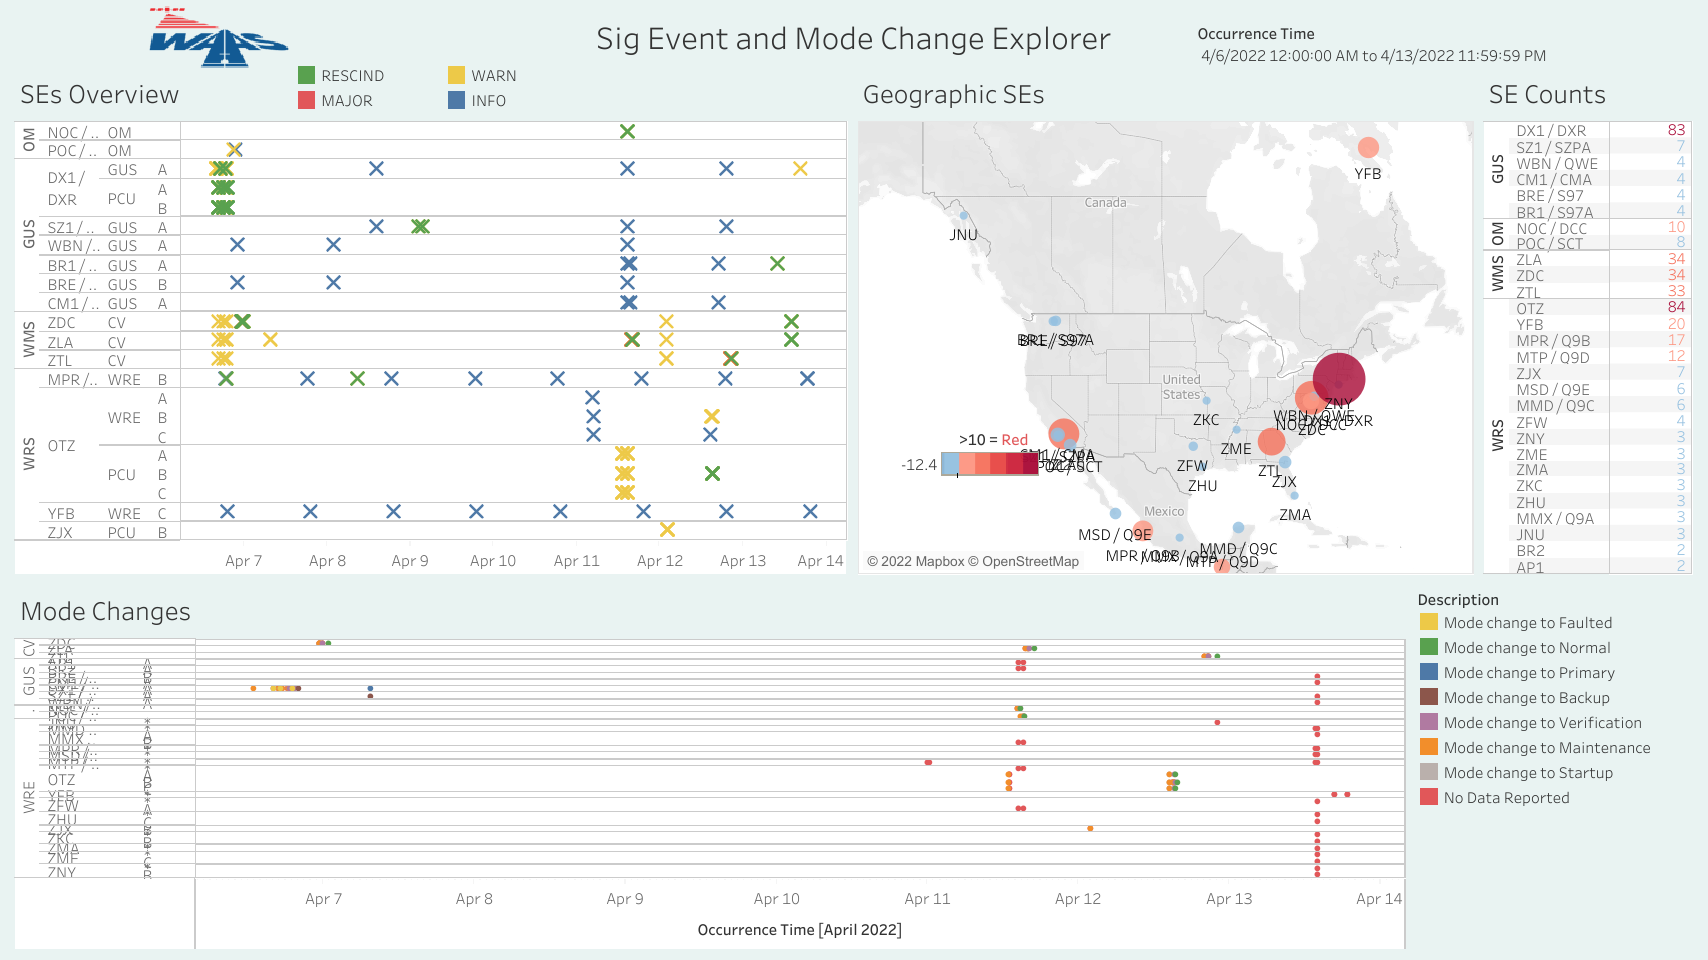 WAAS
Sig Event and Mode Change Explorer
Occurrence Time
4/6/2022 12:00:00 AM to 4/13/2022 11:59:59 PM
RESCIND
WARN
MAJOR
INFO
SEs Overview
OM
NOC / .. OM
POC / .. OM
GUS
DX1 / DXR
GUS A
PCU A
B
SZ1 / .. GUS A
WBN / .. GUS A
BR1 / .. GUS A
BRE / .. GUS B
CM1 / .. GUS A
WMS
ZDC CV
ZLA CV
ZTL CV
WRS
MPR / .. WRE B
OTZ
WRE A
B
C
PCU A
B
C
YFB WRE C
ZJX PCU B
Apr 7 Apr 8 Apr 9 Apr 10 Apr 11 Apr 12 Apr 13 Apr 14
Geographic SEs
YFB
Canada
JNU
BRE / S97
United States
ZNY
ZKC
WBN / QWE
ZDC
ZME
>10 = Red
-12.4
ZTL
ZFW
ZJX
ZHU
ZMA
Mexico
MSD / Q9E
MMD / Q9C
MPR / Q9B
MTP / Q9D
© 2022 Mapbox © OpenStreetMap
SE Counts
GUS
DX1 / DXR 83
SZ1 / SZPA 7
WBN / QWE 4
CM1 / CMA 4
BRE / S97 4
BR1 / S97A 4
OM
NOC / DCC 10
POC / SCT 8
WMS
ZLA 34
ZDC 34
ZTL 33
WRS
OTZ 84
YFB 20
MPR / Q9B 17
MTP / Q9D 12
ZJX 7
MSD / Q9E 6
MMD / Q9C 6
ZFW 4
ZNY 3
ZME 3
ZMA 3
ZKC 3
ZHU 3
MMX / Q9A 3
JNU 3
BR2 2
AP1 2
Mode Changes
CV
GUS
WRE
OTZ
YFB
ZFW
ZHU
ZJX
ZKC
ZMA
ZME
ZNY
Apr 7 Apr 8 Apr 9 Apr 10 Apr 11 Apr 12 Apr 13 Apr 14
Occurrence Time [April 2022]
Description
Mode change to Faulted
Mode change to Normal
Mode change to Primary
Mode change to Backup
Mode change to Verification
Mode change to Maintenance
Mode change to Startup
No Data Reported